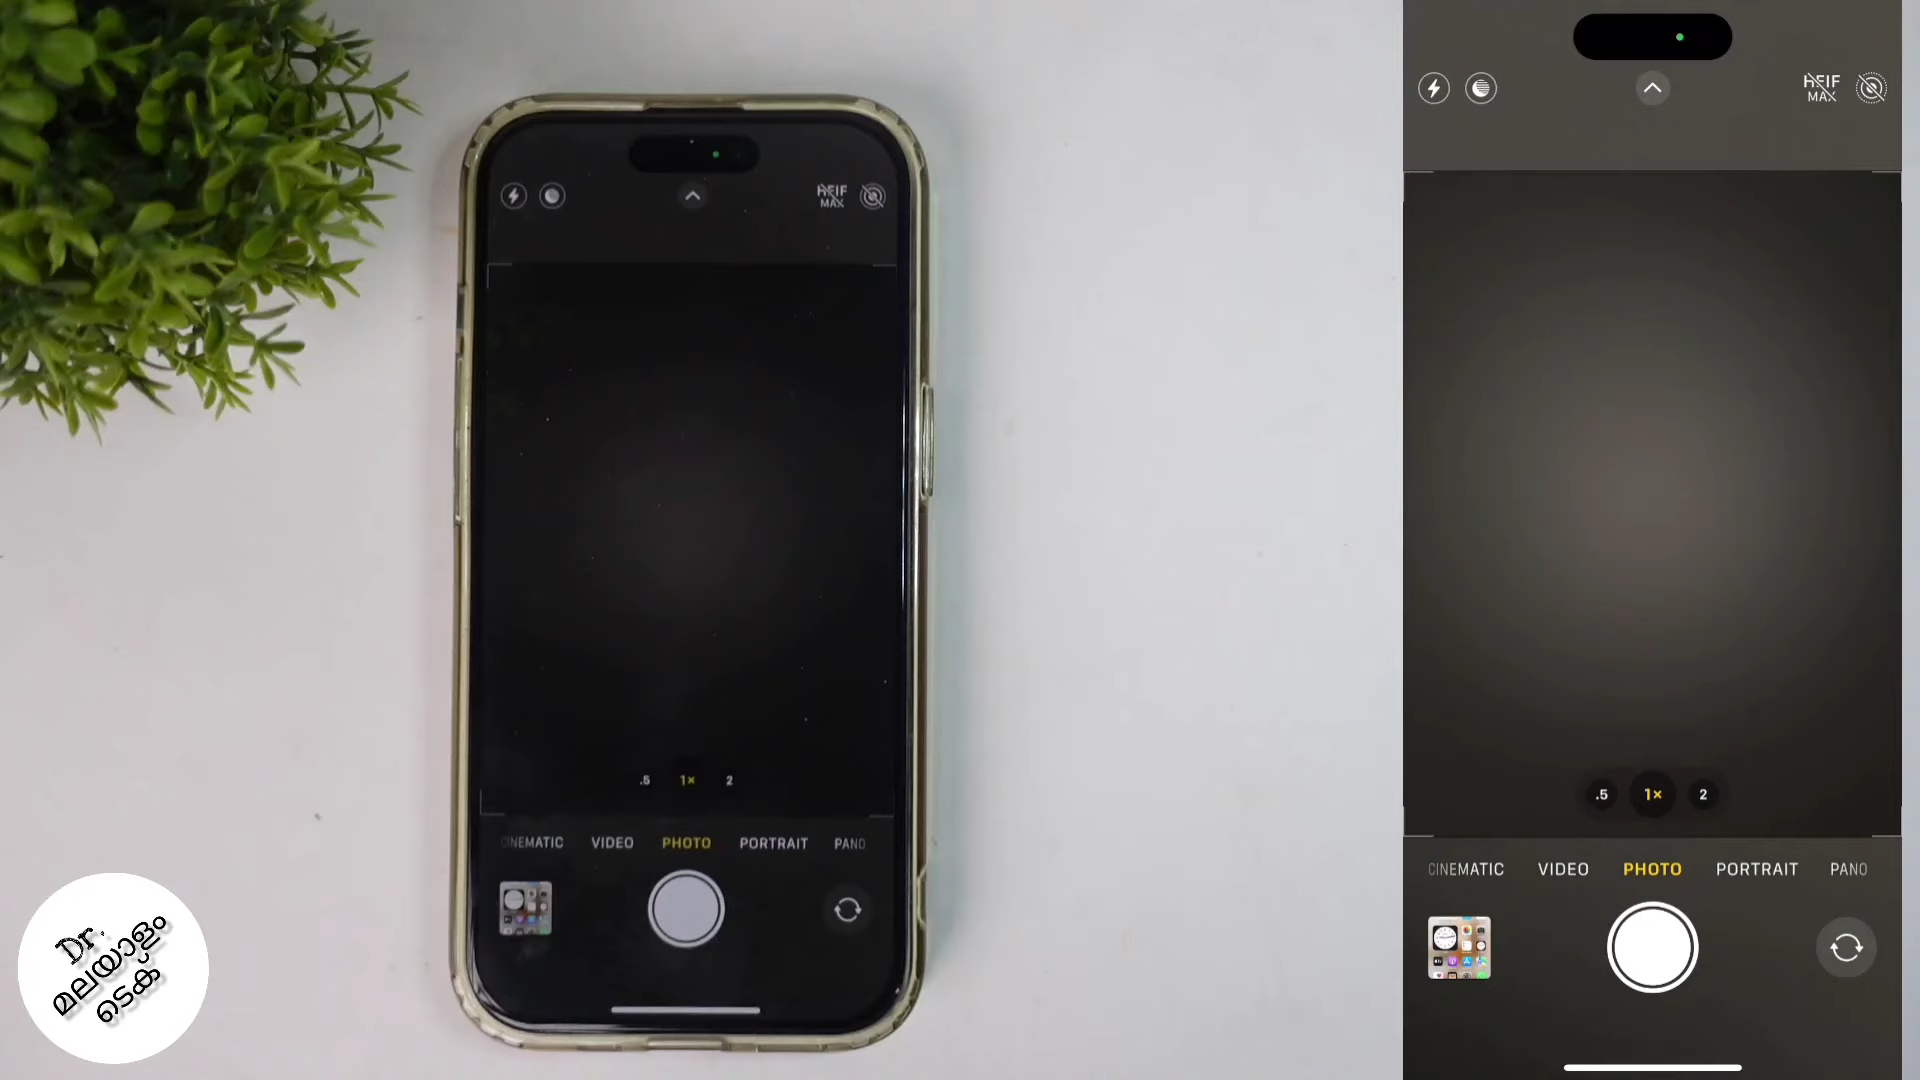 HEIF
MAX
.5 1× 2
CINEMATIC VIDEO PHOTO PORTRAIT PANO
Dr.
മലയാളം
ടെക്
HEIF
MAX
.5 1× 2
CINEMATIC VIDEO PHOTO PORTRAIT PANO